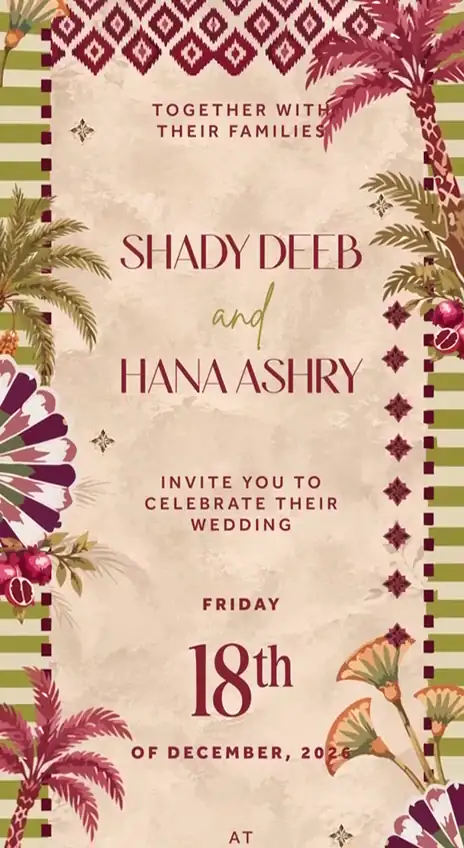 TOGETHER WITH
THEIR FAMILIES
SHADY DEEB
and
HANA ASHRY
INVITE YOU TO
CELEBRATE THEIR
WEDDING
FRIDAY
18th
OF DECEMBER, 2026
AT